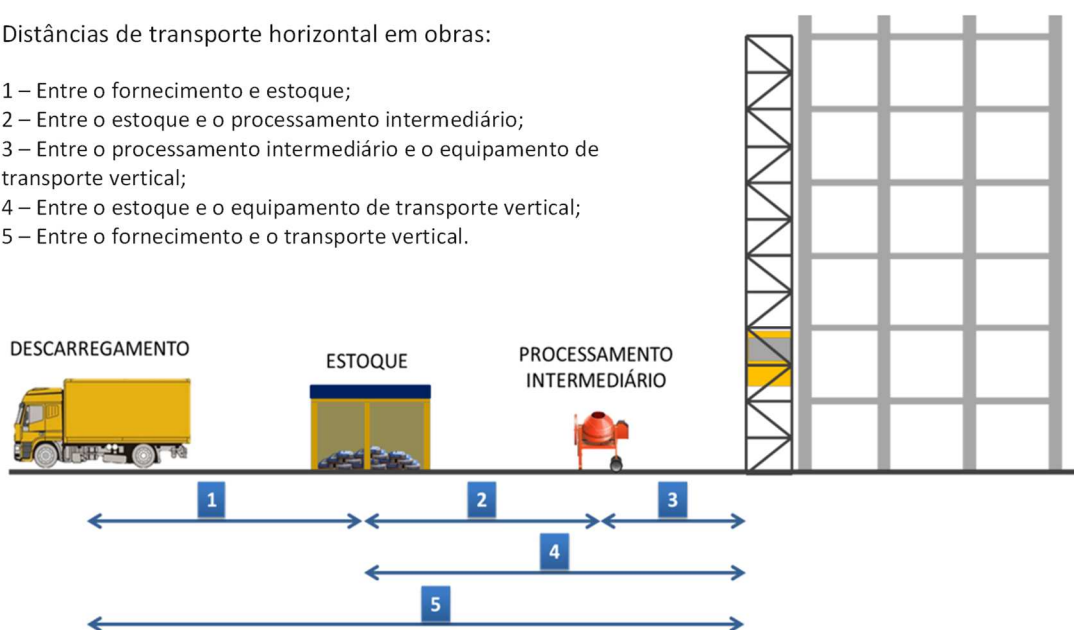 Distâncias de transporte horizontal em obras:
1 – Entre o fornecimento e estoque;
2 – Entre o estoque e o processamento intermediário;
3 – Entre o processamento intermediário e o equipamento de
transporte vertical;
4 – Entre o estoque e o equipamento de transporte vertical;
5 – Entre o fornecimento e o transporte vertical.
DESCARREGAMENTO
ESTOQUE
PROCESSAMENTO
INTERMEDIÁRIO
1
2
3
4
5